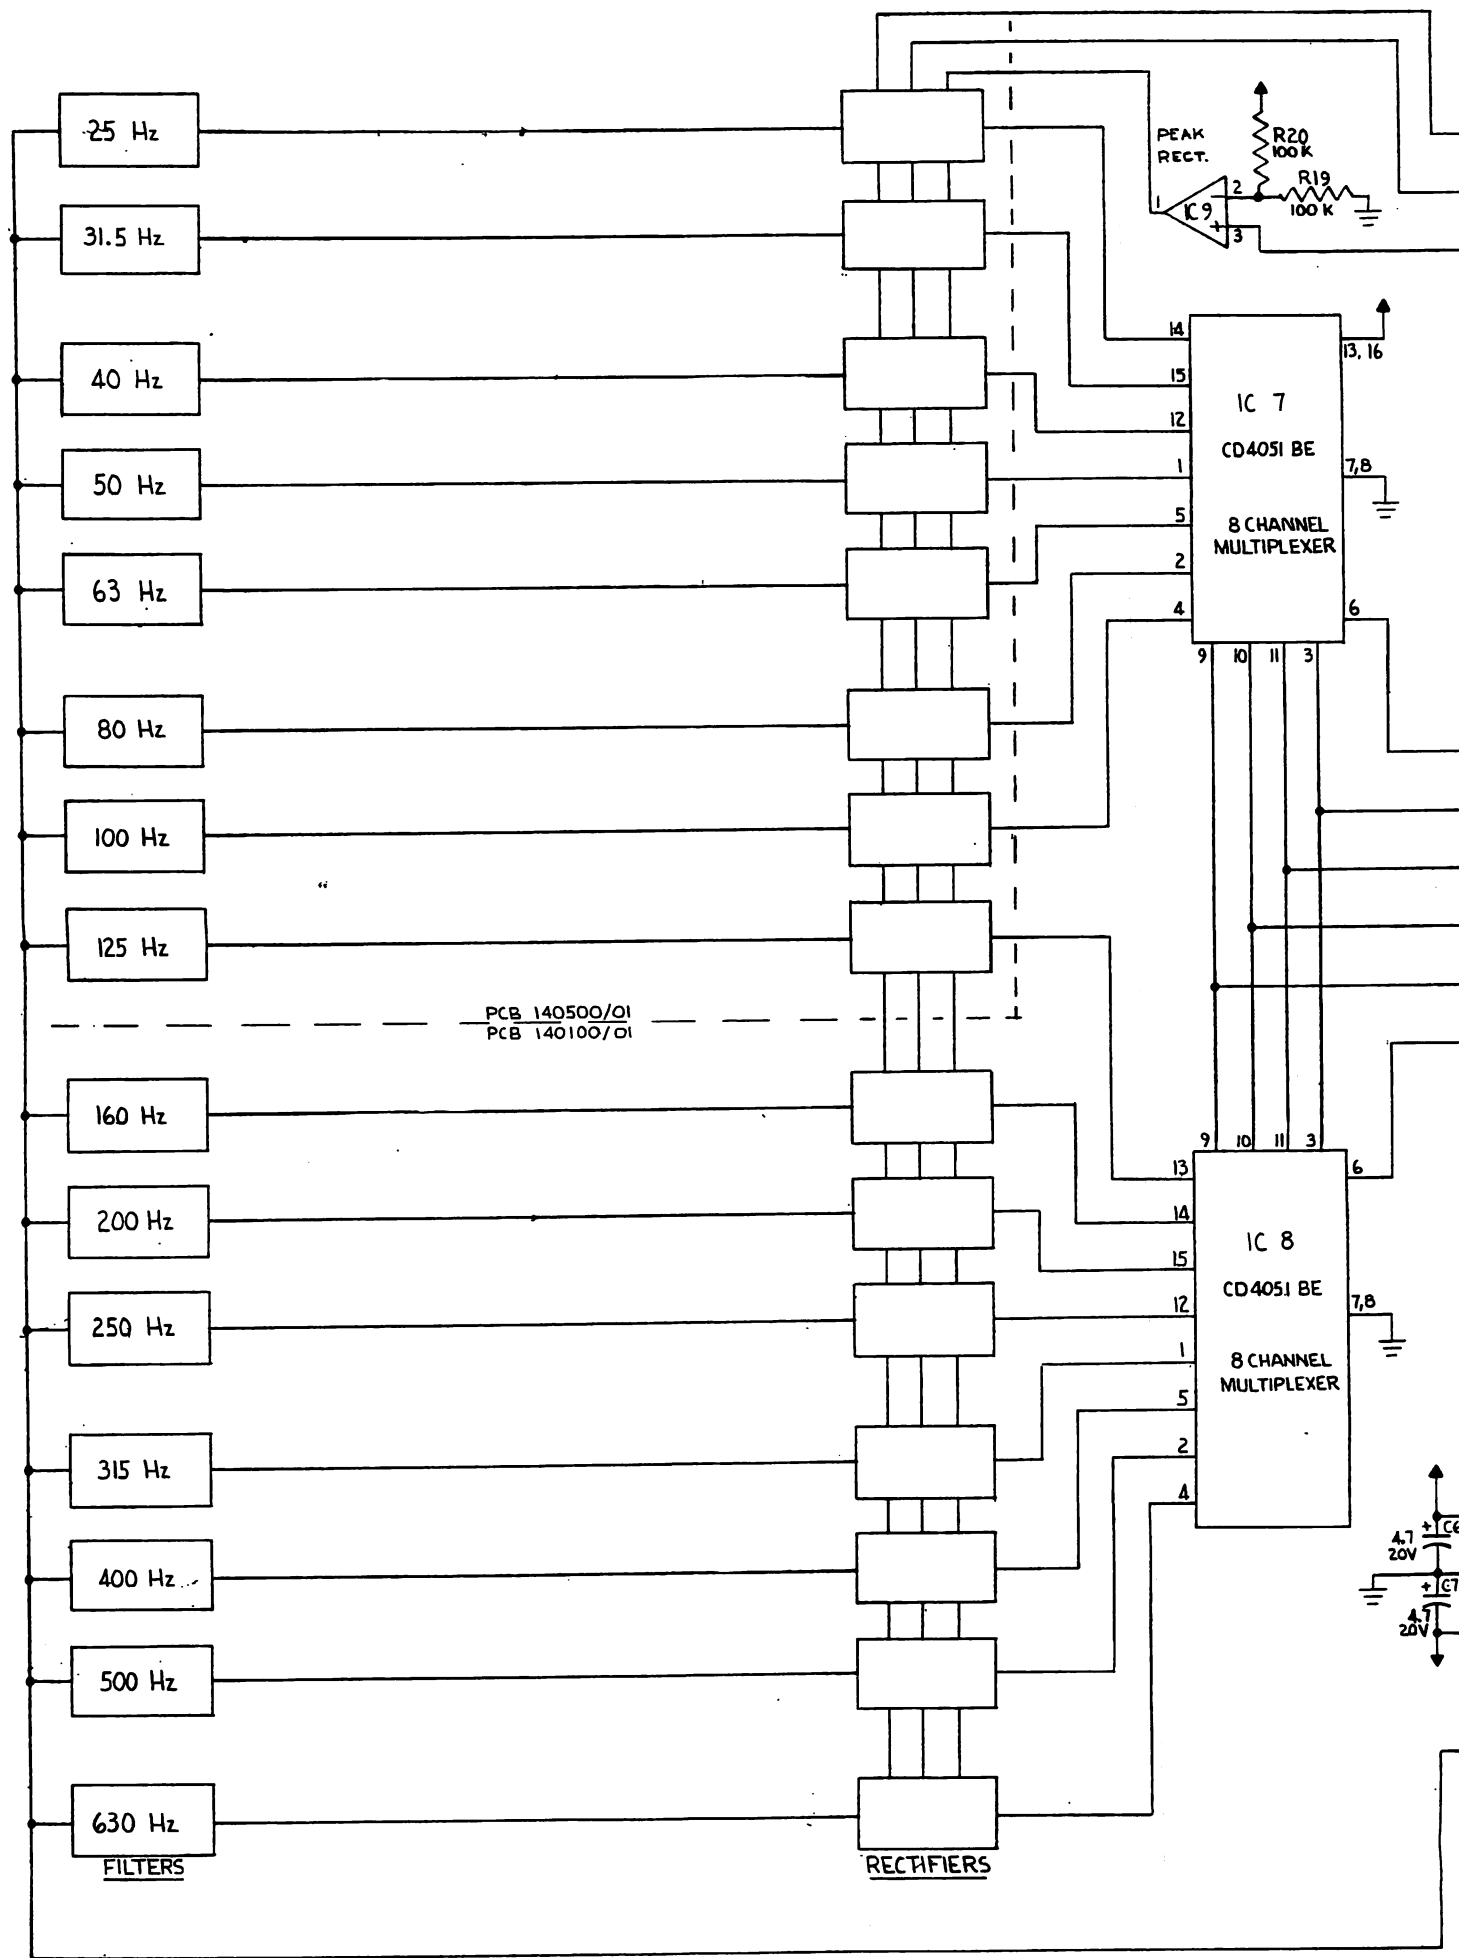 25 Hz
31.5 Hz
40 Hz
50 Hz
63 Hz
80 Hz
100 Hz
125 Hz
PCB 140500/01
PCB 140100/01
160 Hz
200 Hz
250 Hz
315 Hz
400 Hz
500 Hz
630 Hz
FILTERS
RECTIFIERS
PEAK
RECT.
R20
100 K
R19
100 K
1
IC 9
2
3
14
15
12
1
5
2
4
13, 16
7,8
6
IC 7
CD4051 BE
8 CHANNEL
MULTIPLEXER
9 10 11 3
9 10 11 3
13
14
15
12
1
5
2
4
6
7,8
IC 8
CD4051 BE
8 CHANNEL
MULTIPLEXER
+ C6
4.7
20V
+ C7
4.7
20V